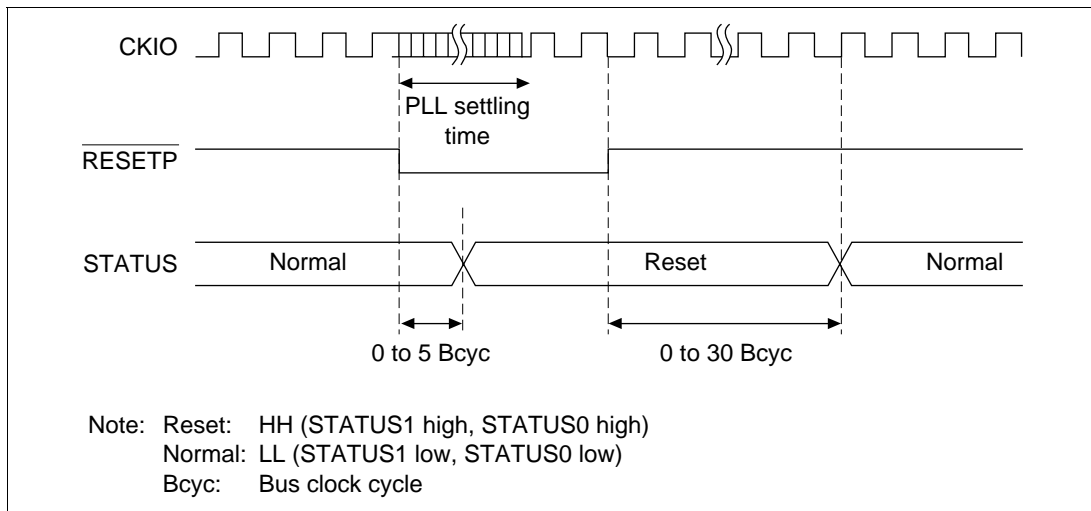 CKIO
PLL settling
time
RESETP
STATUS
Normal
Reset
Normal
0 to 5 Bcyc
0 to 30 Bcyc
Note: Reset: HH (STATUS1 high, STATUS0 high)
Normal: LL (STATUS1 low, STATUS0 low)
Bcyc: Bus clock cycle